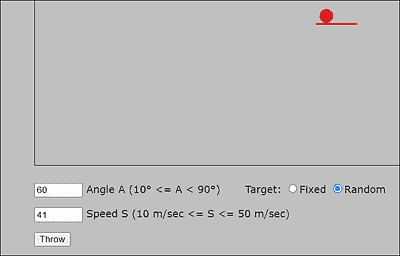 60 Angle A (10° <= A < 90°) Target: Fixed Random
41 Speed S (10 m/sec <= S <= 50 m/sec)
Throw